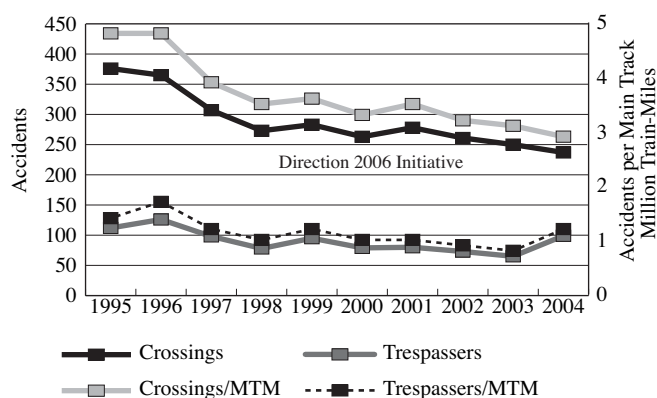 Accidents
450
400
350
300
250
200
150
100
50
0
Direction 2006 Initiative
5
4
3
2
1
0
Accidents per Main Track
Million Train-Miles
1995 1996 1997 1998 1999 2000 2001 2002 2003 2004
Crossings Trespassers
Crossings/MTM Trespassers/MTM